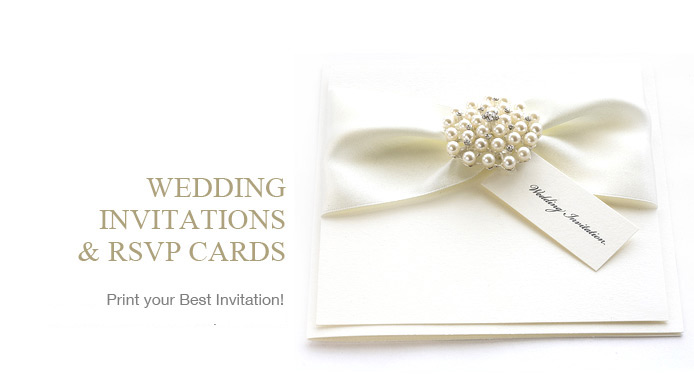 WEDDING
INVITATIONS
& RSVP CARDS
Print your Best Invitation!
Wedding Invitation